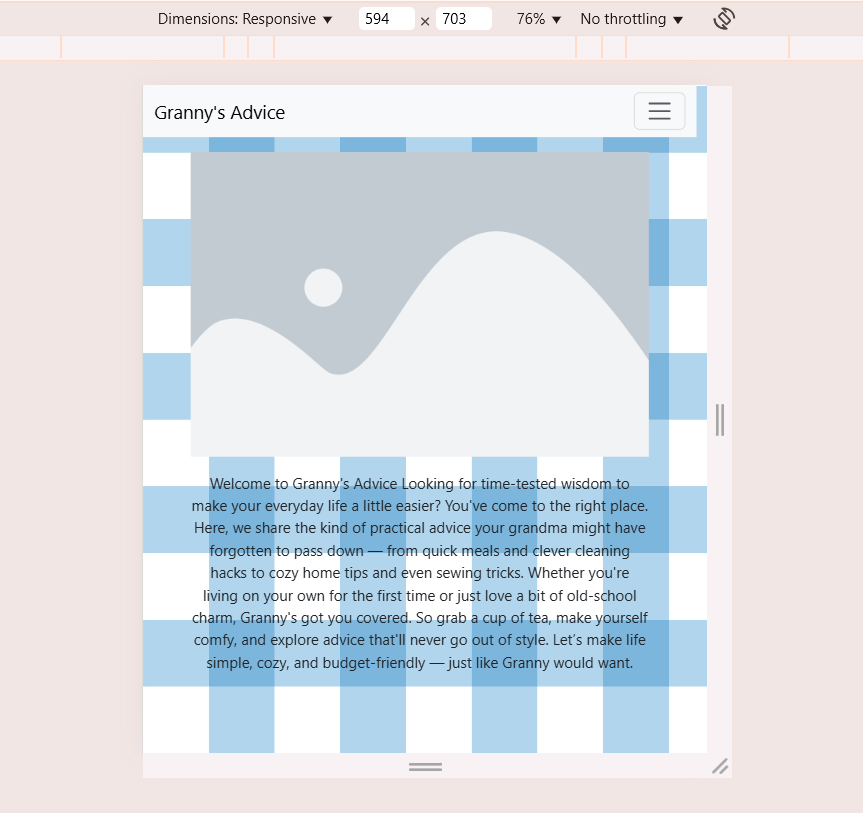 Dimensions: Responsive ▼ 594 × 703 76% ▼ No throttling ▼
Granny's Advice
Welcome to Granny's Advice Looking for time-tested wisdom to
make your everyday life a little easier? You've come to the right place.
Here, we share the kind of practical advice your grandma might have
forgotten to pass down — from quick meals and clever cleaning
hacks to cozy home tips and even sewing tricks. Whether you're
living on your own for the first time or just love a bit of old-school
charm, Granny's got you covered. So grab a cup of tea, make yourself
comfy, and explore advice that'll never go out of style. Let's make life
simple, cozy, and budget-friendly — just like Granny would want.